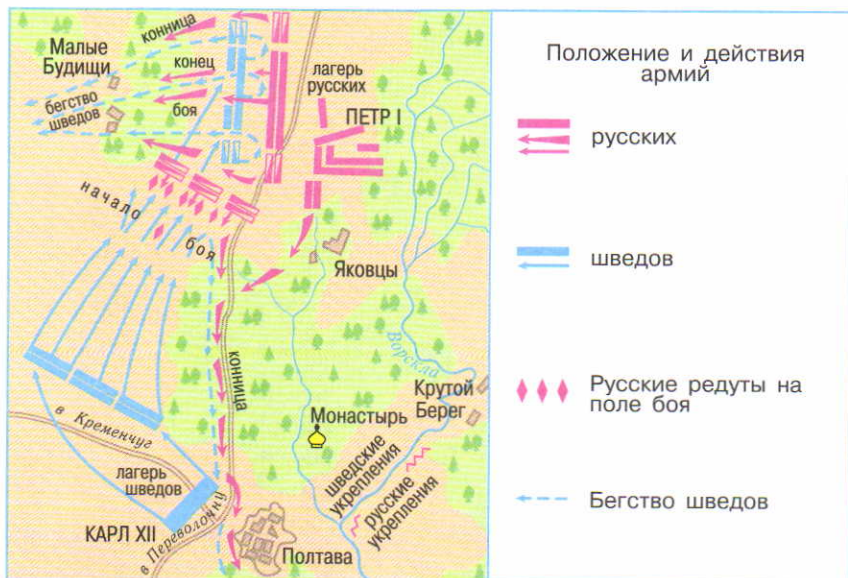 конница
Малые
Будищи
конец
боя
бегство
шведов
лагерь
русских
ПЕТР I
начало
боя
Яковцы
Ворскла
конница
Крутой
Берег
Монастырь
в Кременчуг
шведские
укрепления
русские
укрепления
лагерь
шведов
КАРЛ XII
в Переволочну
Полтава
Положение и действия
армий
русских
шведов
Русские редуты на
поле боя
Бегство шведов